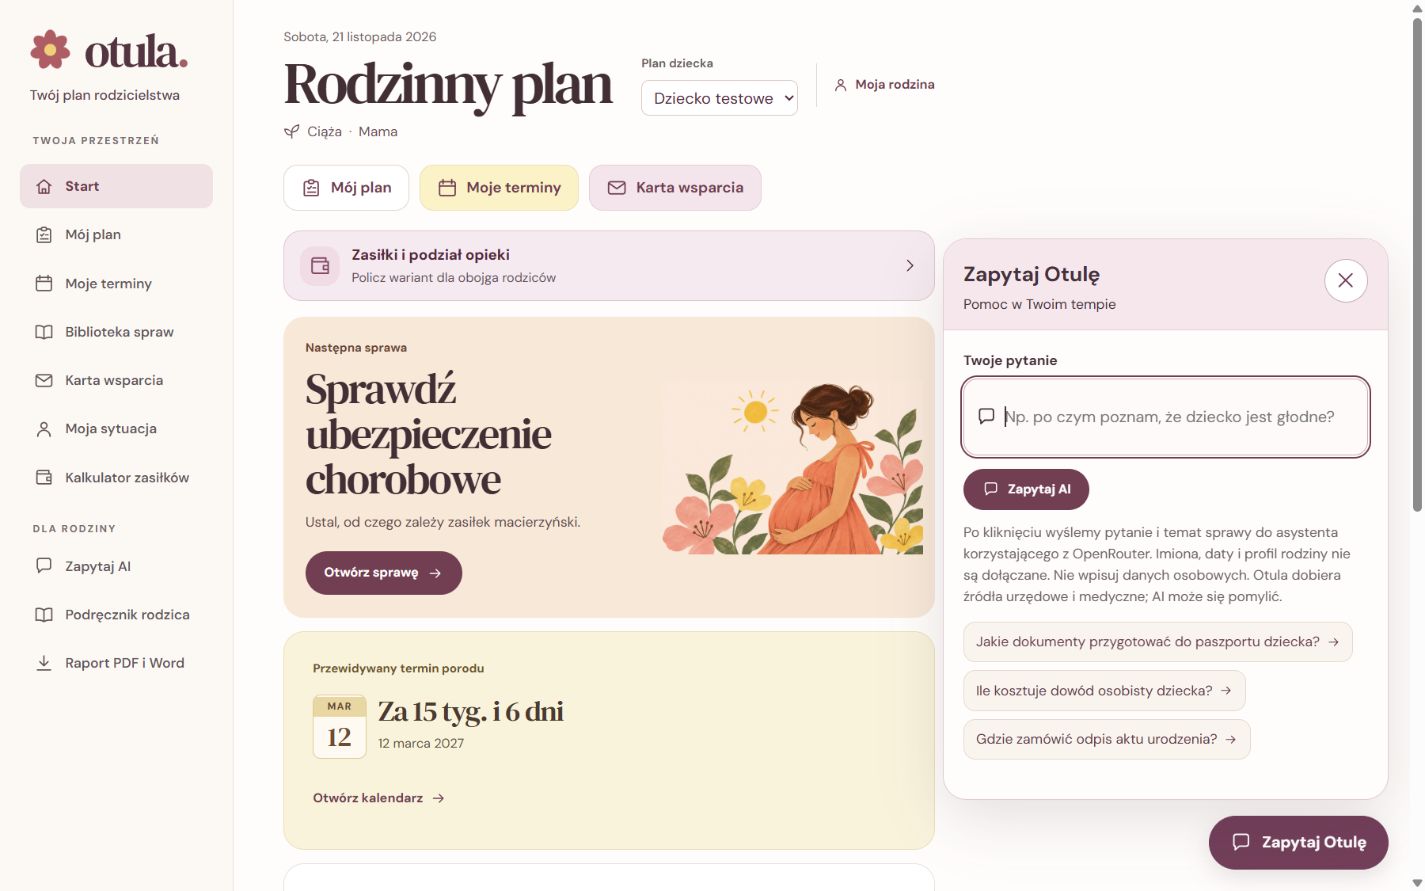 otula.
Twój plan rodzicielstwa
TWOJA PRZESTRZEŃ
Start
Mój plan
Moje terminy
Biblioteka spraw
Karta wsparcia
Moja sytuacja
Kalkulator zasiłków
DLA RODZINY
Zapytaj AI
Podręcznik rodzica
Raport PDF i Word
Sobota, 21 listopada 2026
Rodzinny plan
Plan dziecka
Dziecko testowe
Moja rodzina
Ciąża · Mama
Mój plan
Moje terminy
Karta wsparcia
Zasiłki i podział opieki
Policz wariant dla obojga rodziców
Następna sprawa
Sprawdź
ubezpieczenie
chorobowe
Ustal, od czego zależy zasiłek macierzyński.
Otwórz sprawę →
Przewidywany termin porodu
MAR
12
Za 15 tyg. i 6 dni
12 marca 2027
Otwórz kalendarz →
Zapytaj Otulę
Pomoc w Twoim tempie
Twoje pytanie
Np. po czym poznam, że dziecko jest głodne?
Zapytaj AI
Po kliknięciu wyślemy pytanie i temat sprawy do asystenta
korzystającego z OpenRouter. Imiona, daty i profil rodziny nie
są dołączane. Nie wpisuj danych osobowych. Otula dobiera
źródła urzędowe i medyczne; AI może się pomylić.
Jakie dokumenty przygotować do paszportu dziecka? →
Ile kosztuje dowód osobisty dziecka? →
Gdzie zamówić odpis aktu urodzenia? →
Zapytaj Otulę